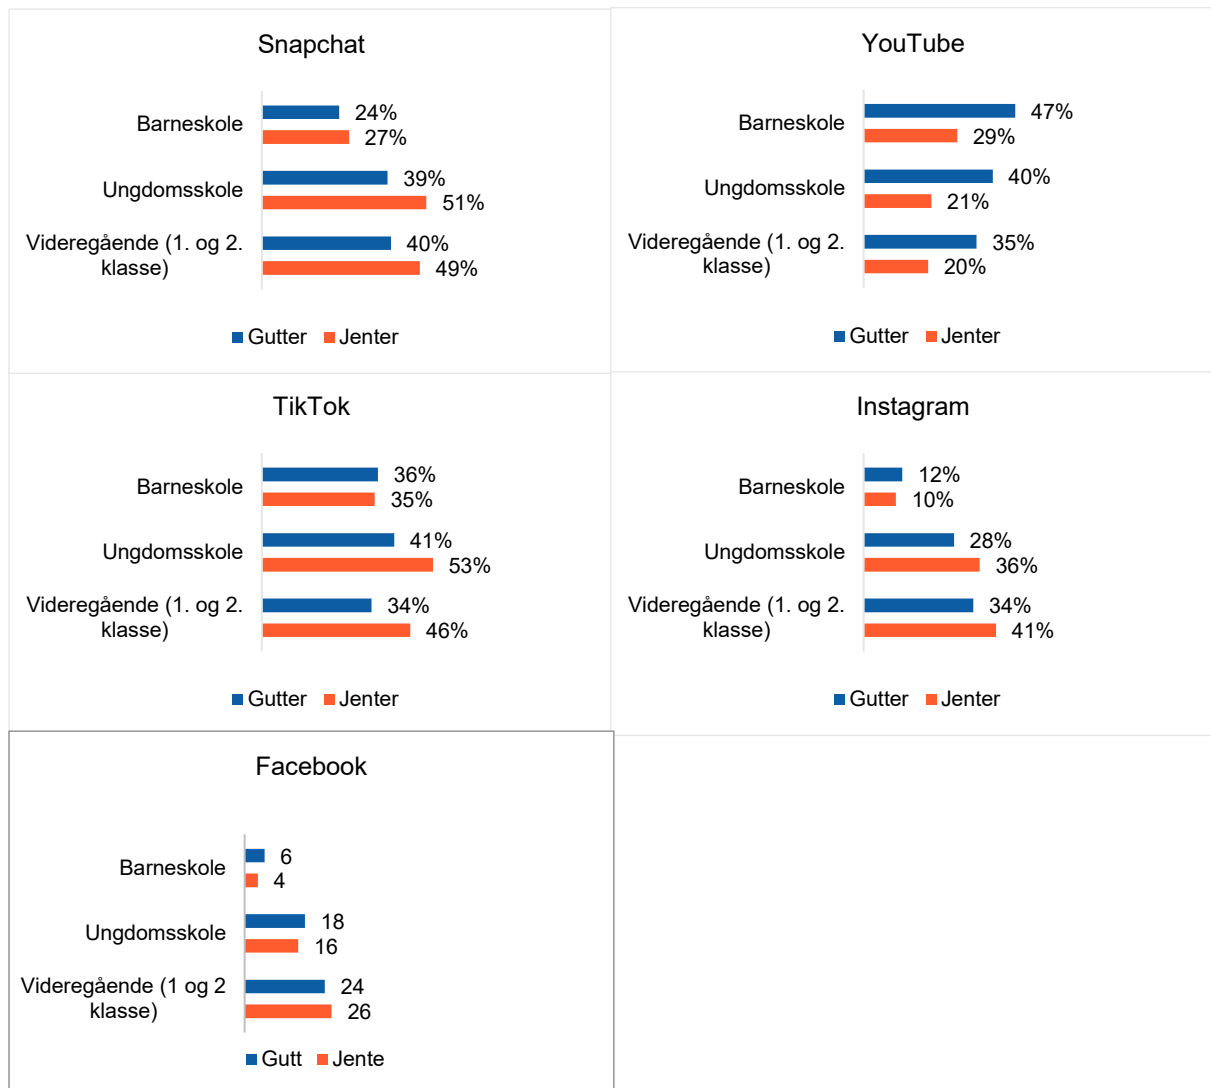 Snapchat
Barneskole
24%
27%
Ungdomsskole
39%
51%
Videregående (1. og 2.
klasse)
40%
49%
Gutter Jenter
YouTube
Barneskole
47%
29%
Ungdomsskole
40%
21%
Videregående (1. og 2.
klasse)
35%
20%
Gutter Jenter
TikTok
Barneskole
36%
35%
Ungdomsskole
41%
53%
Videregående (1. og 2.
klasse)
34%
46%
Gutter Jenter
Instagram
Barneskole
12%
10%
Ungdomsskole
28%
36%
Videregående (1. og 2.
klasse)
34%
41%
Gutter Jenter
Facebook
Barneskole
6
4
Ungdomsskole
18
16
Videregående (1 og 2
klasse)
24
26
Gutt Jente